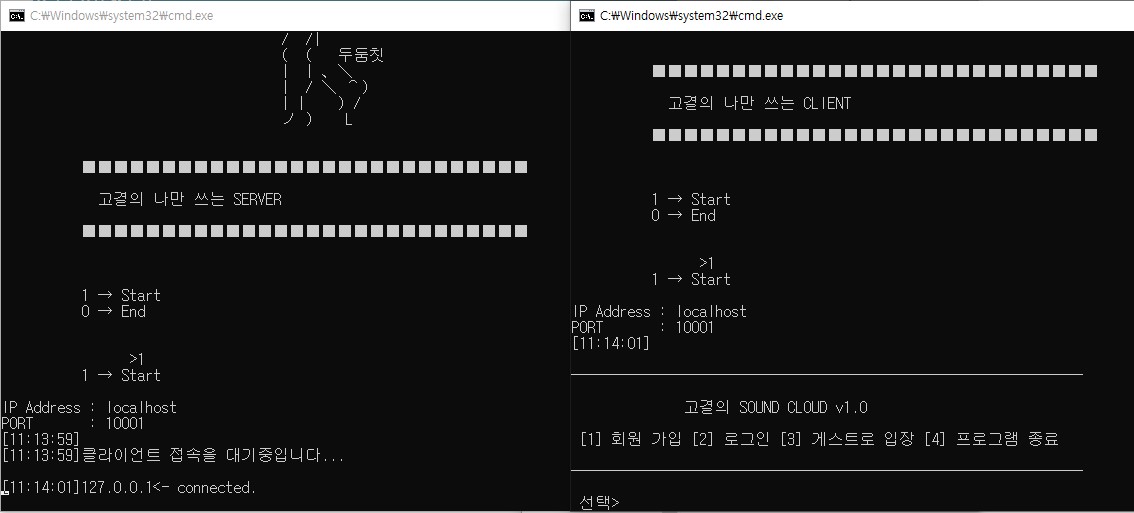 C:\Windows\system32\cmd.exe
두둠칫
■■■■■■■■■■■■■■■■■■■■■■■■■■■■
고결의 나만 쓰는 SERVER
■■■■■■■■■■■■■■■■■■■■■■■■■■■■
1 → Start
0 → End
>1
1 → Start
IP Address : localhost
PORT : 10001
[11:13:59]
[11:13:59]클라이언트 접속을 대기중입니다...
[11:14:01]127.0.0.1<- connected.
C:\Windows\system32\cmd.exe
■■■■■■■■■■■■■■■■■■■■■■■■■■■■
고결의 나만 쓰는 CLIENT
■■■■■■■■■■■■■■■■■■■■■■■■■■■■
1 → Start
0 → End
>1
1 → Start
IP Address : localhost
PORT : 10001
[11:14:01]
고결의 SOUND CLOUD v1.0
[1] 회원 가입 [2] 로그인 [3] 게스트로 입장 [4] 프로그램 종료
선택>